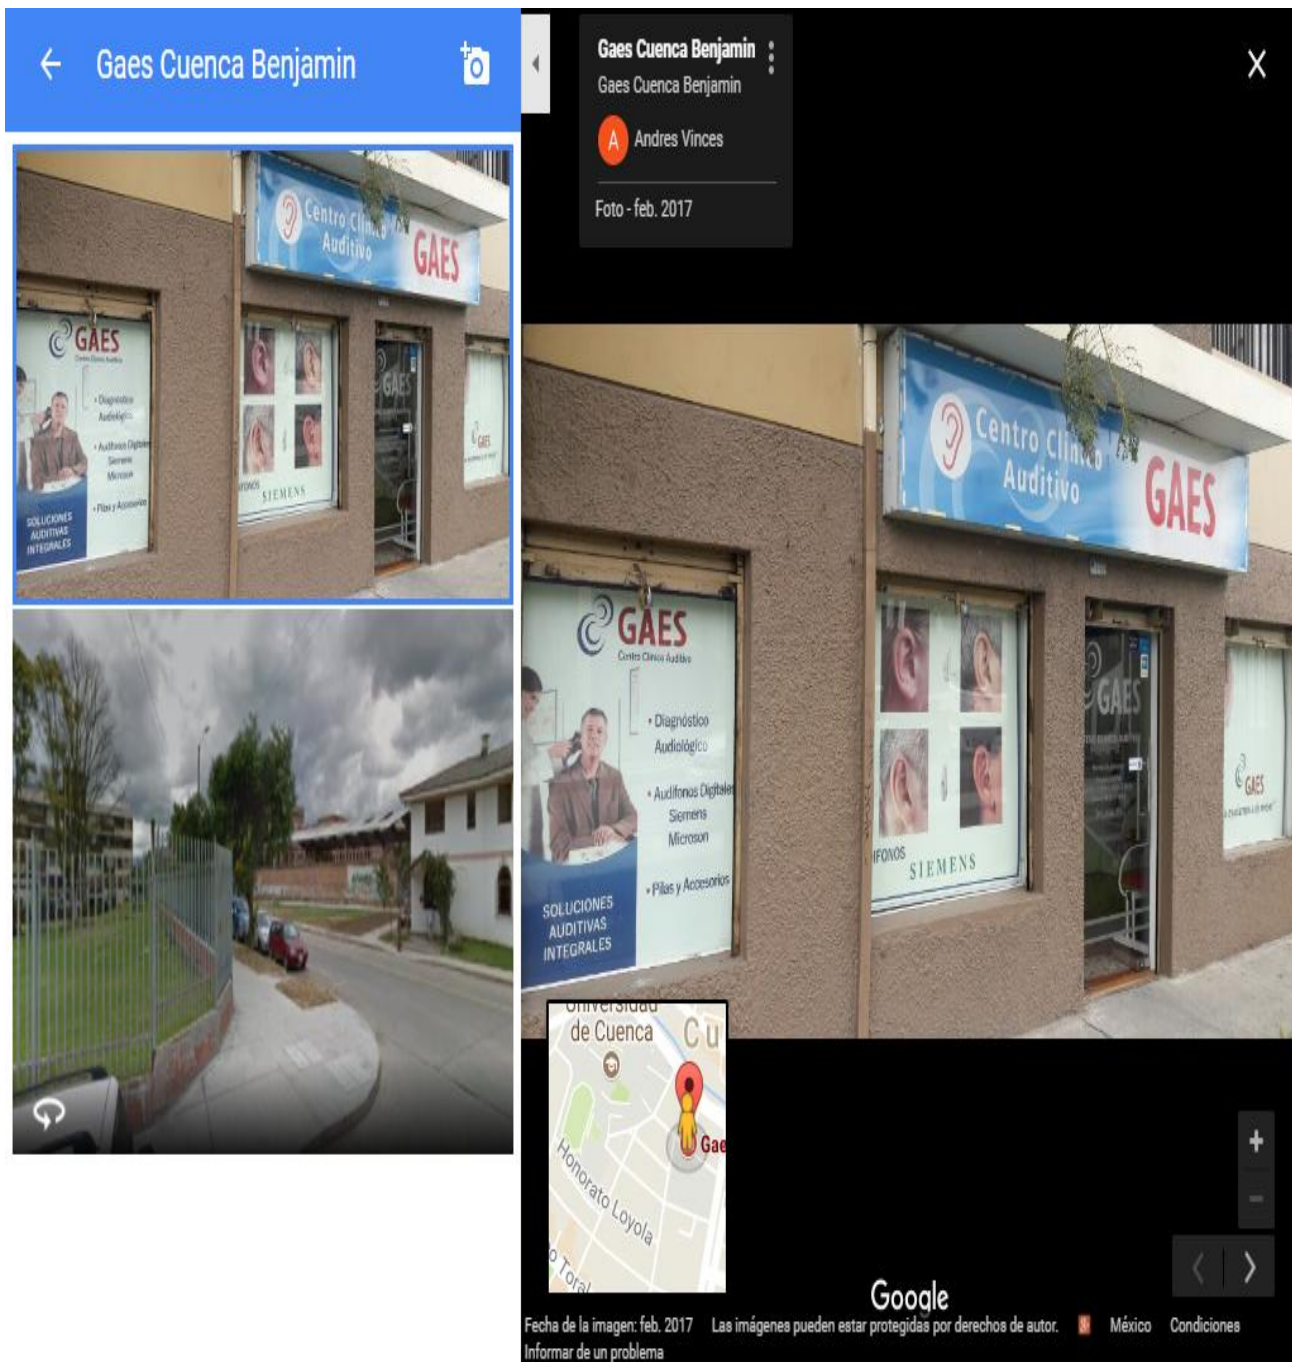 Gaes Cuenca Benjamin
Centro Clínico
Auditivo
GAES
GAES
Centro Clínico Auditivo
• Diagnóstico
Audiológico
• Audífonos Digitales
Siemens
Microson
• Pilas y Accesorios
SOLUCIONES
AUDITIVAS
INTEGRALES
IFONOS
SIEMENS
GAES
GAES
Gaes Cuenca Benjamin
Gaes Cuenca Benjamin
A Andres Vinces
Foto - feb. 2017
Centro Clínico
Auditivo
GAES
GAES
Centro Clínico Auditivo
• Diagnóstico
Audiológico
• Audífonos Digitales
Siemens
Microson
• Pilas y Accesorios
SOLUCIONES
AUDITIVAS
INTEGRALES
IFONOS
SIEMENS
GAES
GAES
Universidad
de Cuenca
Cu
Gae
Honorato Loyola
o Toral
Google
Fecha de la imagen: feb. 2017 Las imágenes pueden estar protegidas por derechos de autor. México Condiciones
Informar de un problema